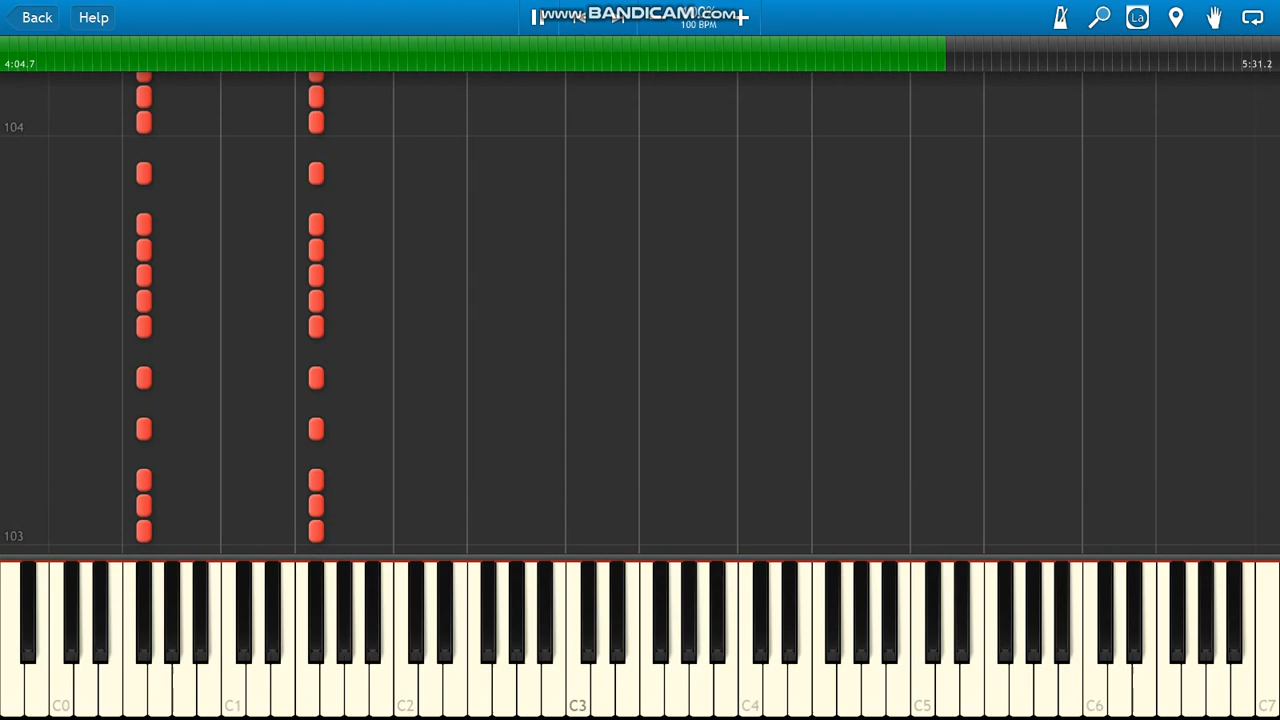 Back Help
www.BANDICAM.com
100 BPM
La
4:04.7 5:31.2
104
103
C0 C1 C2 C3 C4 C5 C6 C7